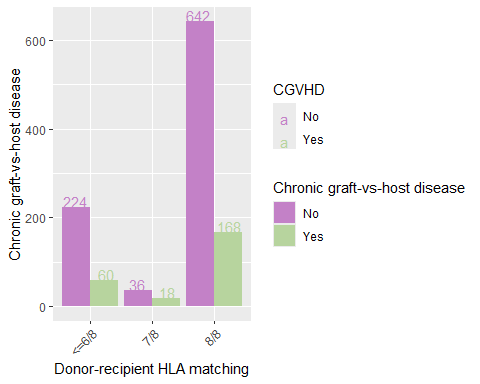 642
600
400
224
200
168
60
36
18
0
<=6/8
7/8
8/8
Donor-recipient HLA matching
Chronic graft-vs-host disease
CGVHD
a No
a Yes
Chronic graft-vs-host disease
No
Yes